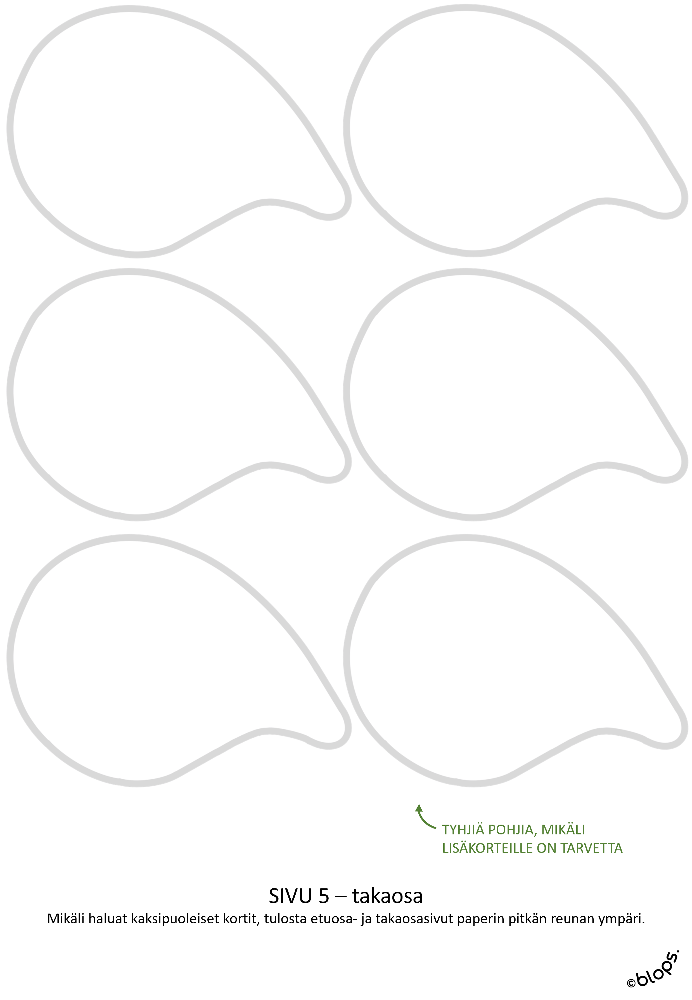 TYHJIÄ POHJIA, MIKÄLI
LISÄKORTEILLE ON TARVETTA
SIVU 5 – takaosa
Mikäli haluat kaksipuoleiset kortit, tulosta etuosa- ja takaosasivut paperin pitkän reunan ympäri.
©blops.